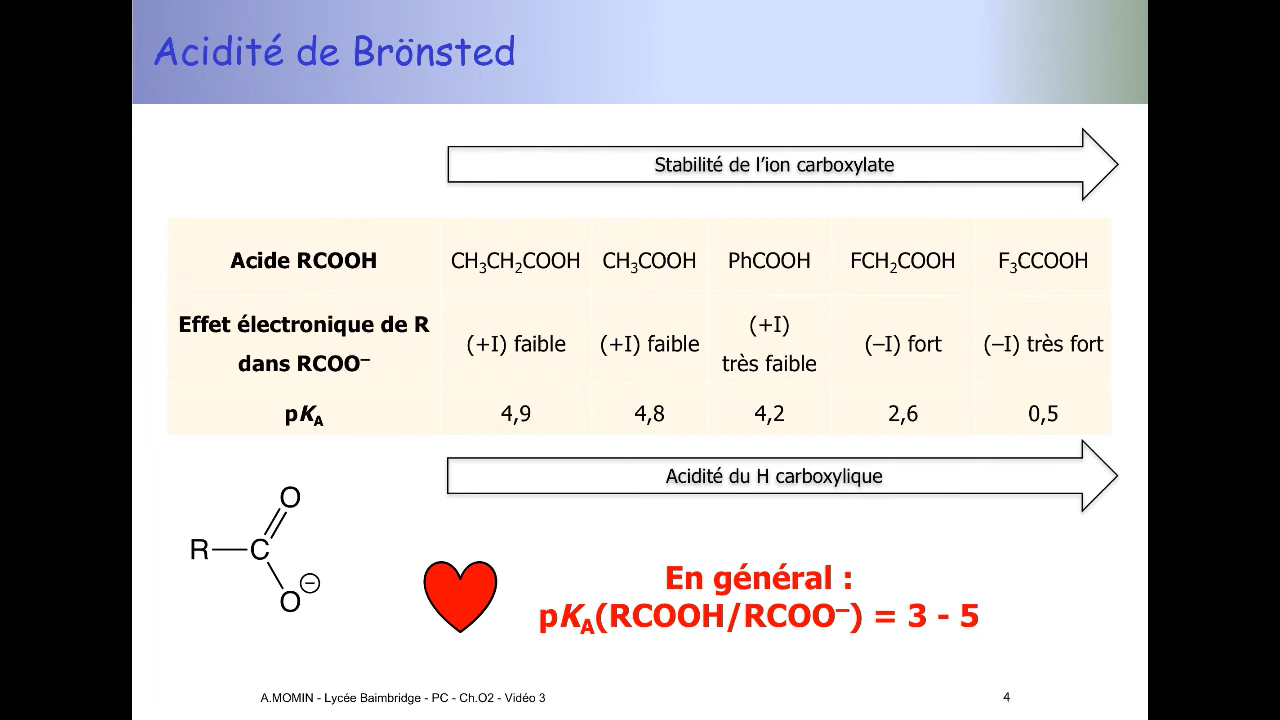 Acidité de Brönsted
Stabilité de l’ion carboxylate
Acide RCOOH CH₃CH₂COOH CH₃COOH PhCOOH FCH₂COOH F₃CCOOH
Effet électronique de R
dans RCOO⁻
(+I) faible (+I) faible (+I)
très faible (–I) fort (–I) très fort
pKA 4,9 4,8 4,2 2,6 0,5
Acidité du H carboxylique
O
R C
O −
En général :
pKA(RCOOH/RCOO⁻) = 3 - 5
A.MOMIN - Lycée Baimbridge - PC - Ch.O2 - Vidéo 3 4